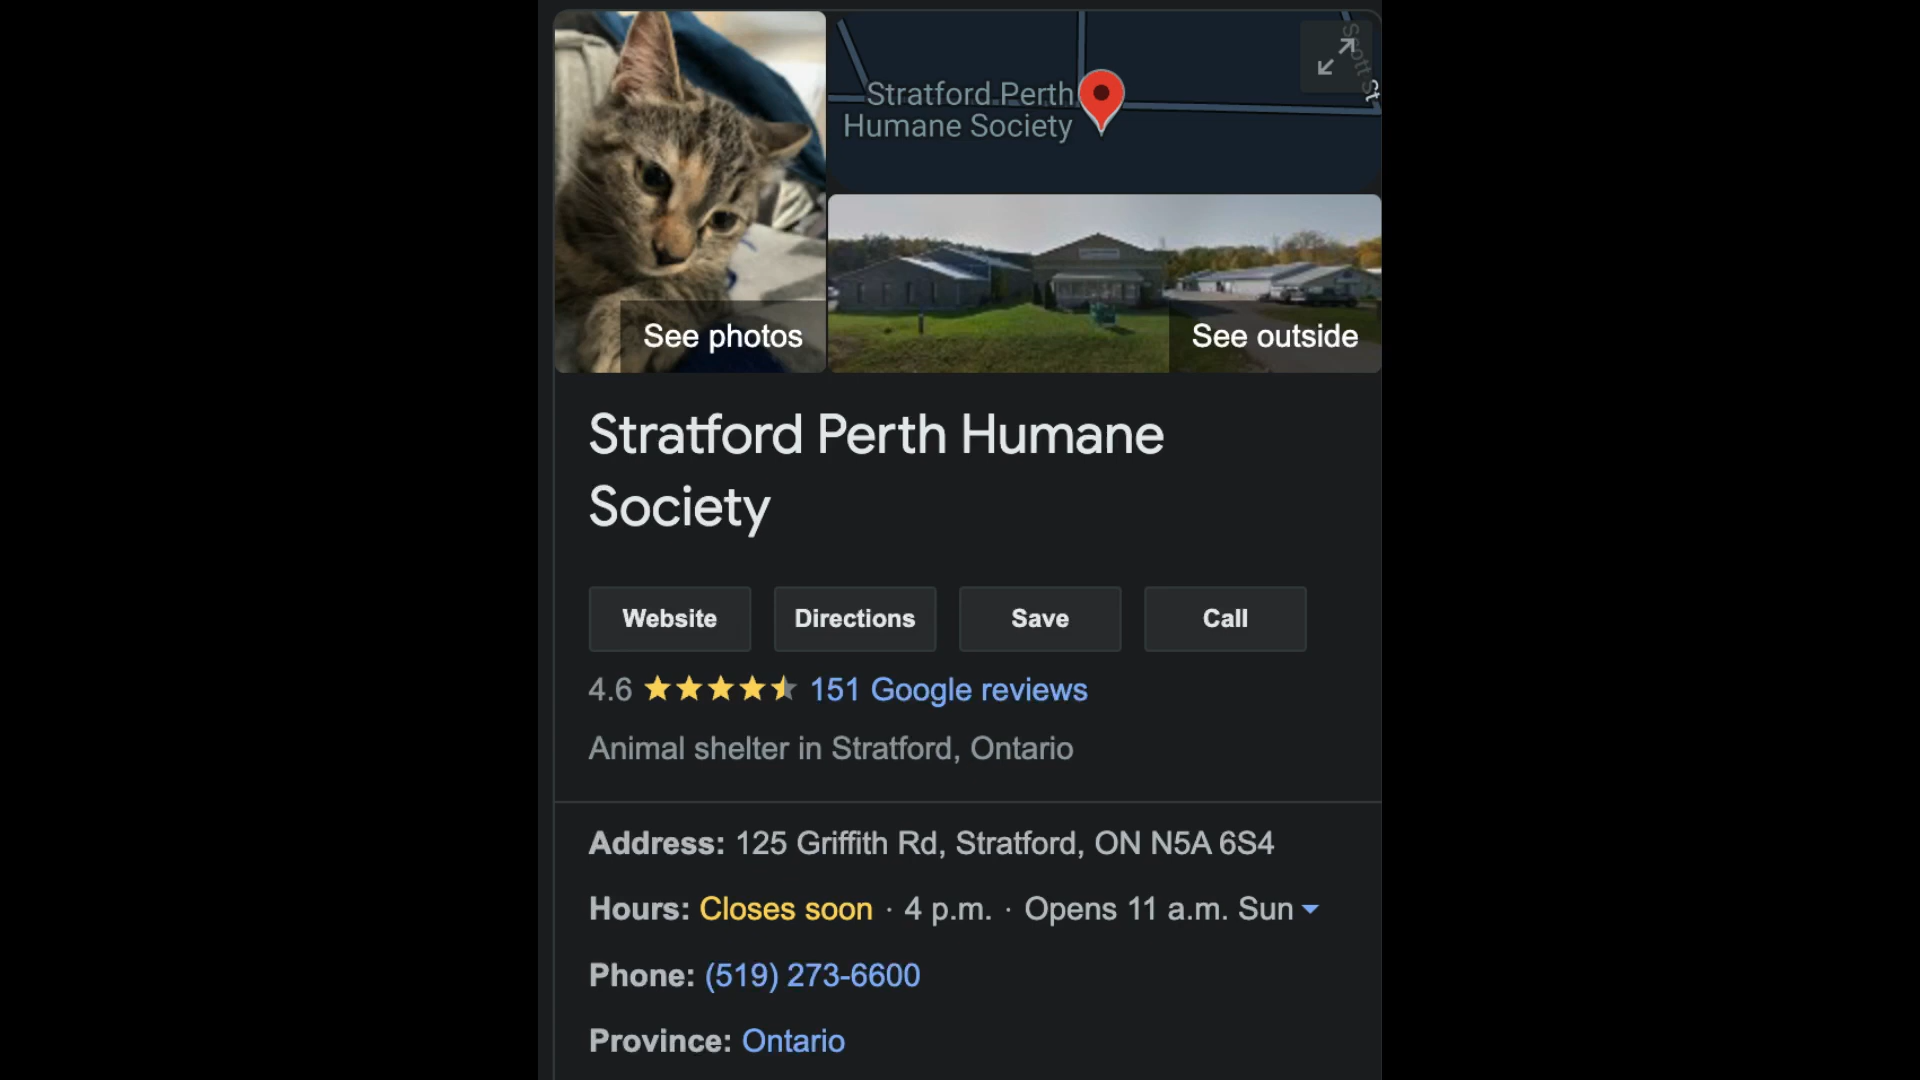 Scott St
Stratford Perth
Humane Society
See photos
See outside
Stratford Perth Humane
Society
Website
Directions
Save
Call
4.6 151 Google reviews
Animal shelter in Stratford, Ontario
Address: 125 Griffith Rd, Stratford, ON N5A 6S4
Hours: Closes soon · 4 p.m. · Opens 11 a.m. Sun
Phone: (519) 273-6600
Province: Ontario